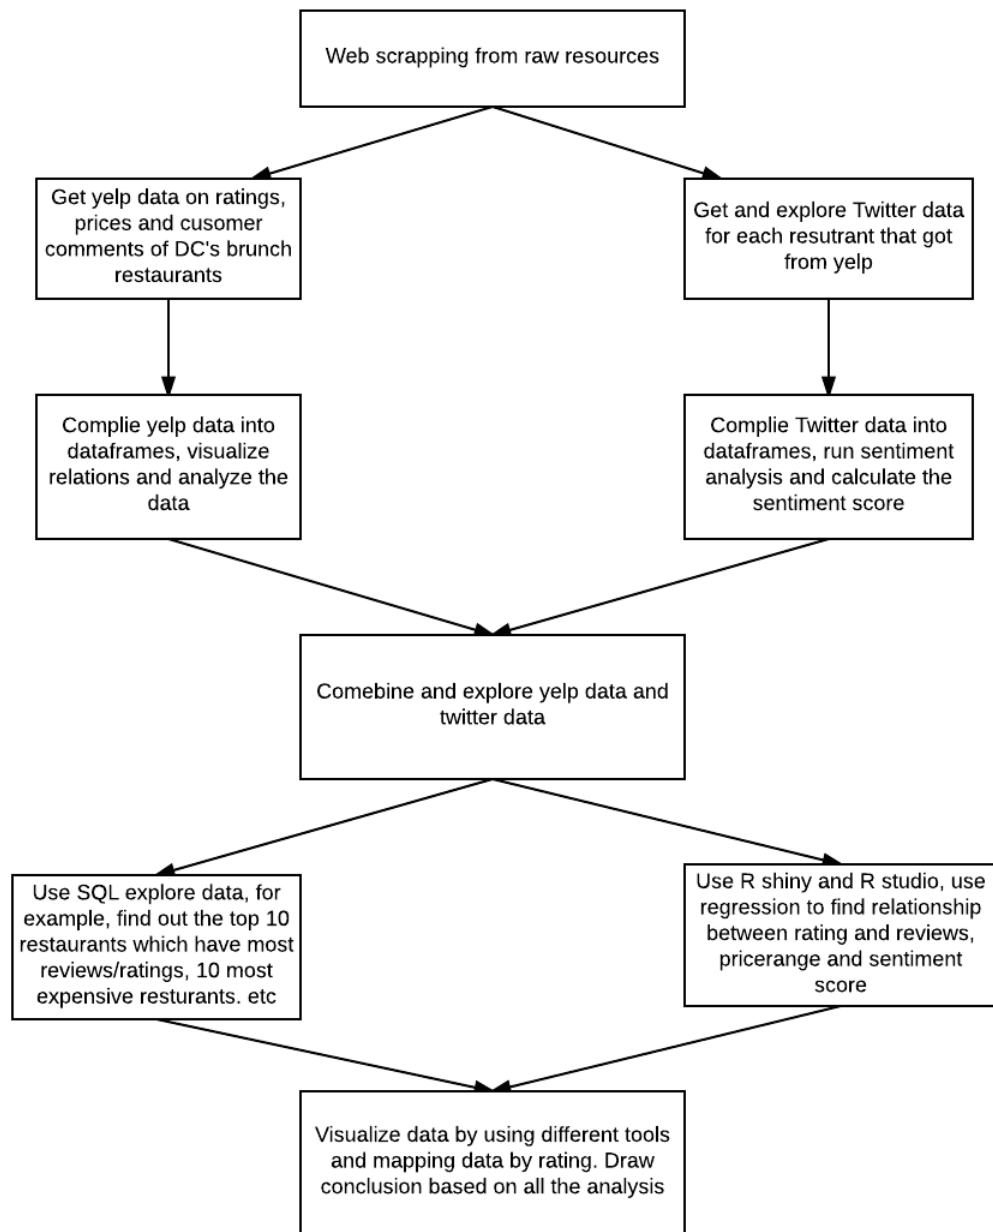 Web scrapping from raw resources
Get yelp data on ratings,
prices and cusomer
comments of DC's brunch
restaurants
Get and explore Twitter data
for each resutrant that got
from yelp
Complie yelp data into
dataframes, visualize
relations and analyze the
data
Complie Twitter data into
dataframes, run sentiment
analysis and calculate the
sentiment score
Comebine and explore yelp data and
twitter data
Use SQL explore data, for
example, find out the top 10
restaurants which have most
reviews/ratings, 10 most
expensive resturants. etc
Use R shiny and R studio, use
regression to find relationship
between rating and reviews,
pricerange and sentiment
score
Visualize data by using different tools
and mapping data by rating. Draw
conclusion based on all the analysis